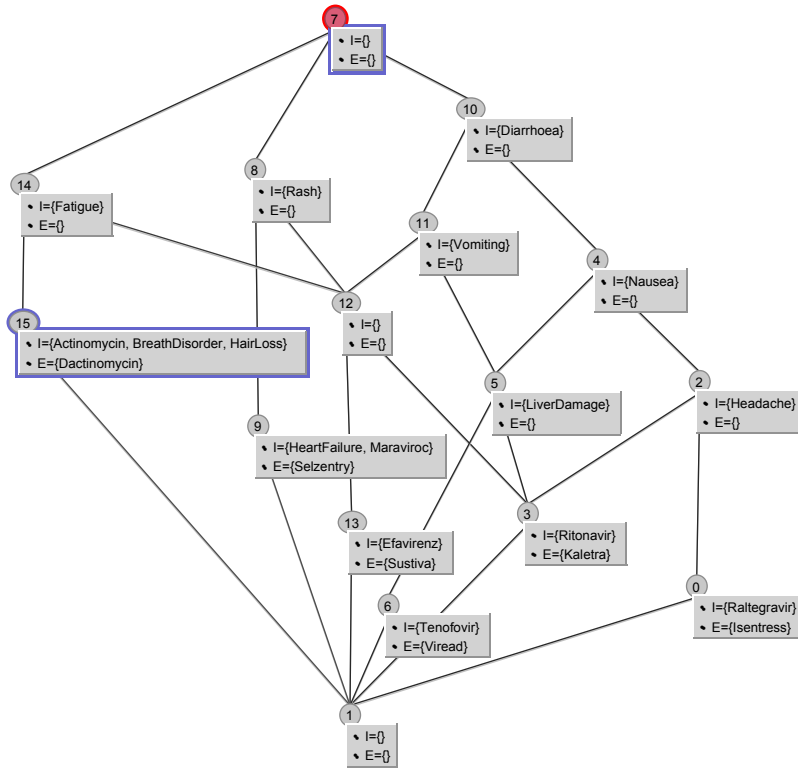 7
I={}
E={}
10
I={Diarrhoea}
E={}
8
I={Rash}
E={}
14
I={Fatigue}
E={}
11
I={Vomiting}
E={}
4
I={Nausea}
E={}
12
I={}
E={}
15
I={Actinomycin, BreathDisorder, HairLoss}
E={Dactinomycin}
5
I={LiverDamage}
E={}
2
I={Headache}
E={}
9
I={HeartFailure, Maraviroc}
E={Selzentry}
3
I={Ritonavir}
E={Kaletra}
13
I={Efavirenz}
E={Sustiva}
6
I={Tenofovir}
E={Viread}
0
I={Raltegravir}
E={Isentress}
1
I={}
E={}